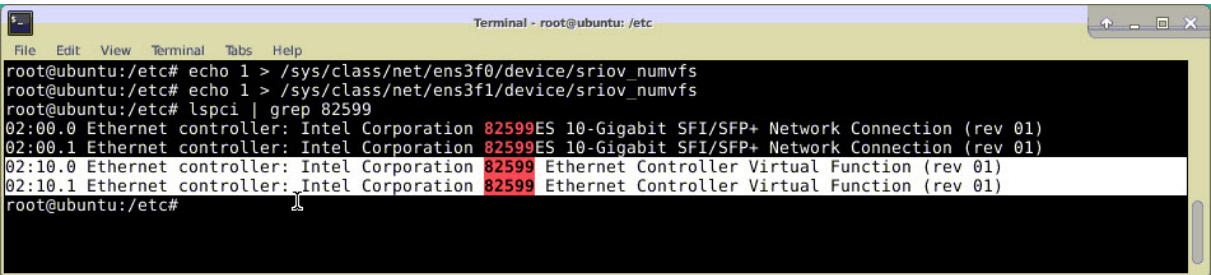 Terminal - root@ubuntu: /etc
File Edit View Terminal Tabs Help
root@ubuntu:/etc# echo 1 > /sys/class/net/ens3f0/device/sriov_numvfs
root@ubuntu:/etc# echo 1 > /sys/class/net/ens3f1/device/sriov_numvfs
root@ubuntu:/etc# lspci | grep 82599
02:00.0 Ethernet controller: Intel Corporation 82599ES 10-Gigabit SFI/SFP+ Network Connection (rev 01)
02:00.1 Ethernet controller: Intel Corporation 82599ES 10-Gigabit SFI/SFP+ Network Connection (rev 01)
02:10.0 Ethernet controller: Intel Corporation 82599 Ethernet Controller Virtual Function (rev 01)
02:10.1 Ethernet controller: Intel Corporation 82599 Ethernet Controller Virtual Function (rev 01)
root@ubuntu:/etc#